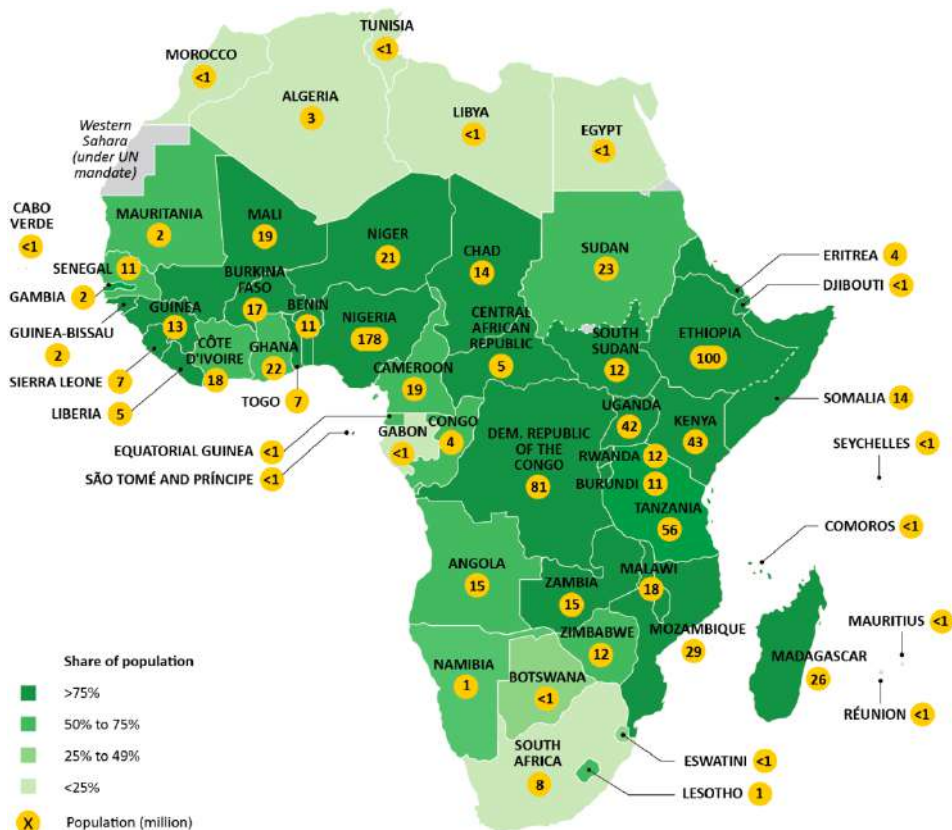 TUNISIA
<1
MOROCCO
<1
ALGERIA
3
LIBYA
<1
EGYPT
<1
Western
Sahara
(under UN
mandate)
CABO
VERDE
<1
MAURITANIA
2
MALI
19
NIGER
21
CHAD
14
SUDAN
23
ERITREA 4
DJIBOUTI <1
SENEGAL 11
GAMBIA 2
GUINEA-BISSAU
2
GUINEA
13
BURKINA
FASO
17
BENIN
11
NIGERIA
178
CENTRAL
AFRICAN
REPUBLIC
5
SOUTH
SUDAN
12
ETHIOPIA
100
SIERRA LEONE 7
LIBERIA 5
CÔTE
D'IVOIRE
18
GHANA
22
TOGO 7
CAMEROON
19
SOMALIA 14
EQUATORIAL GUINEA <1
SÃO TOMÉ AND PRÍNCIPE <1
GABON
<1
CONGO
4
DEM, REPUBLIC
OF THE
CONGO
81
UGANDA
42
KENYA
43
RWANDA 12
BURUNDI 11
TANZANIA
56
SEYCHELLES <1
COMOROS <1
ANGOLA
15
ZAMBIA
15
MALAWI
18
MOZAMBIQUE
29
ZIMBABWE
12
MADAGASCAR
26
MAURITIUS <1
RÉUNION <1
NAMIBIA
1
BOTSWANA
<1
SOUTH
AFRICA
8
ESWATINI <1
LESOTHO 1
Share of population
>75%
50% to 75%
25% to 49%
<25%
X Population (million)